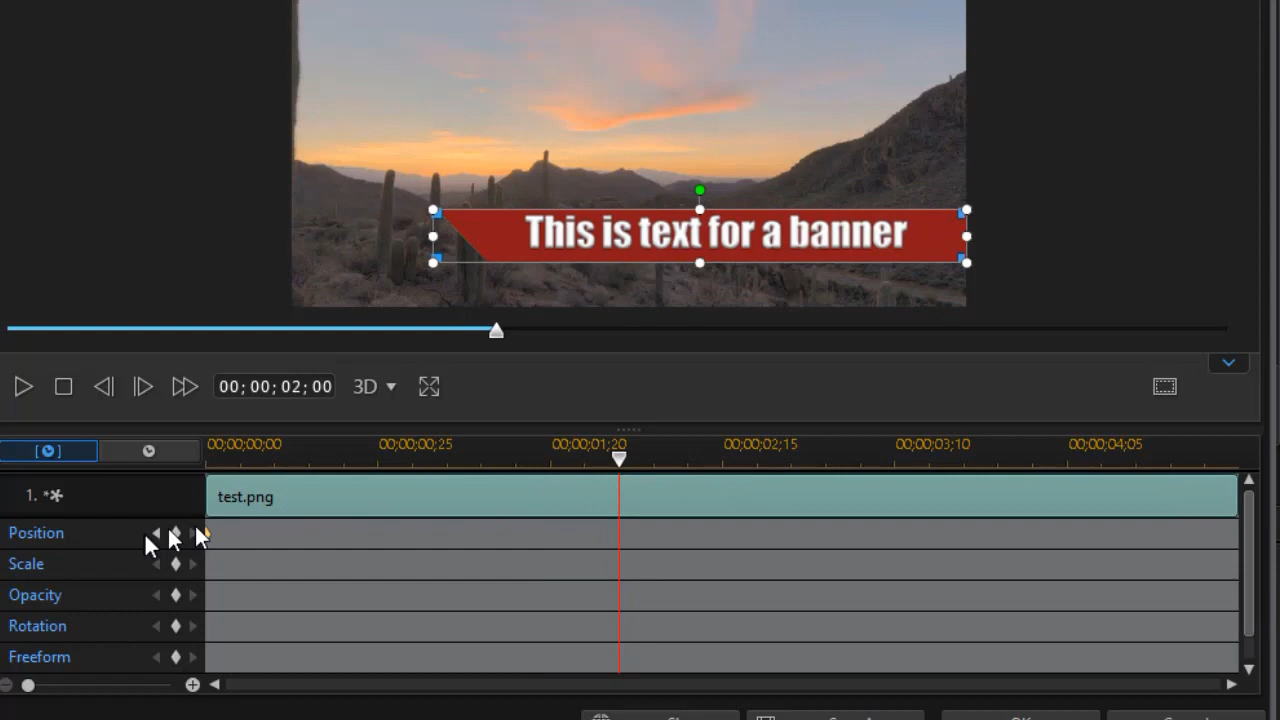 This is text for a banner
00;00;02;00
3D
00;00;00;00 00;00;00;25 00;00;01;20 00;00;02;15 00;00;03;10 00;00;04;05
1. **
test.png
Position
Scale
Opacity
Rotation
Freeform